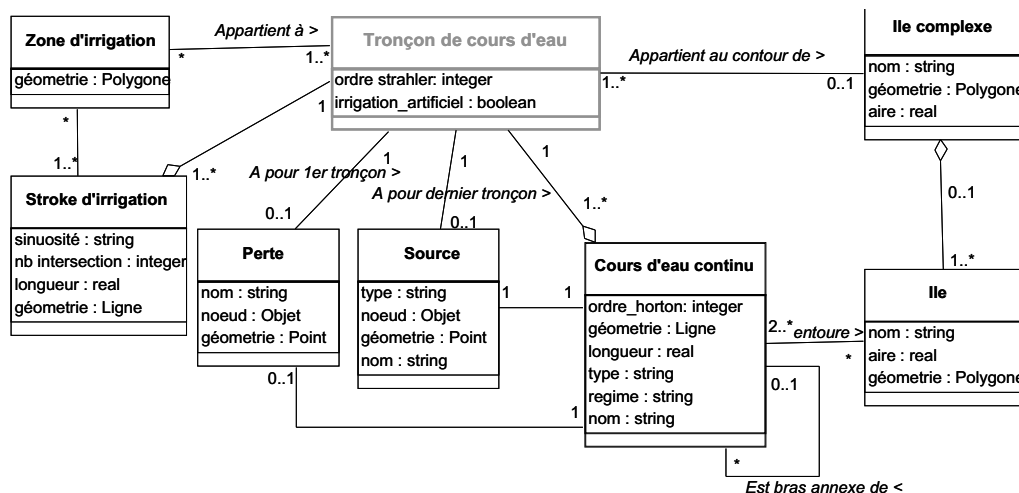 Zone d'irrigation
géometrie : Polygone
Appartient à >
*
1..*
Tronçon de cours d'eau
ordre strahler: integer
irrigation_artificiel : boolean
Appartient au contour de >
1..*
0..1
Ile complexe
nom : string
géometrie : Polygone
aire : real
*
1..*
1
1..*
Stroke d'irrigation
sinuosité : string
nb intersection : integer
longueur : real
géometrie : Ligne
1
A pour 1er tronçon >
0..1
1
A pour dernier tronçon >
0..1
1
1..*
0..1
1..*
Perte
nom : string
noeud : Objet
géometrie : Point
Source
type : string
noeud : Objet
géometrie : Point
nom : string
1
1
Cours d'eau continu
ordre_horton: integer
géometrie : Ligne
longueur : real
type : string
regime : string
nom : string
2..*
entoure >
*
Ile
nom : string
aire : real
géometrie : Polygone
0..1
1
0..1
*
Est bras annexe de <